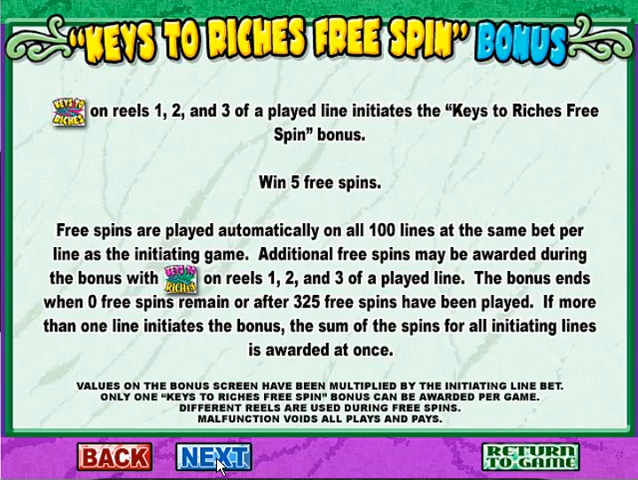 "KEYS TO RICHES FREE SPIN" BONUS
KEYS TO RICHES on reels 1, 2, and 3 of a played line initiates the “Keys to Riches Free
Spin” bonus.
Win 5 free spins.
Free spins are played automatically on all 100 lines at the same bet per
line as the initiating game. Additional free spins may be awarded during
the bonus with KEYS TO RICHES on reels 1, 2, and 3 of a played line. The bonus ends
when 0 free spins remain or after 325 free spins have been played. If more
than one line initiates the bonus, the sum of the spins for all initiating lines
is awarded at once.
VALUES ON THE BONUS SCREEN HAVE BEEN MULTIPLIED BY THE INITIATING LINE BET.
ONLY ONE “KEYS TO RICHES FREE SPIN” BONUS CAN BE AWARDED PER GAME.
DIFFERENT REELS ARE USED DURING FREE SPINS.
MALFUNCTION VOIDS ALL PLAYS AND PAYS.
BACK NEXT RETURN
TO GAME